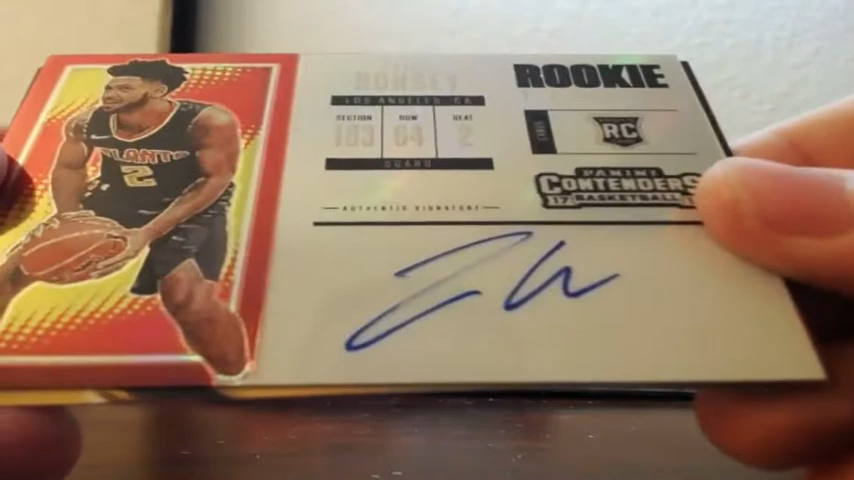 DORSEY
ROOKIE
LOS ANGELES, CA
SECTION ROW SEAT
103 04 2
RC
GUARD
PANINI
CONTENDERS
17 BASKETBALL
AUTHENTIC SIGNATURE
ATLANTA
2